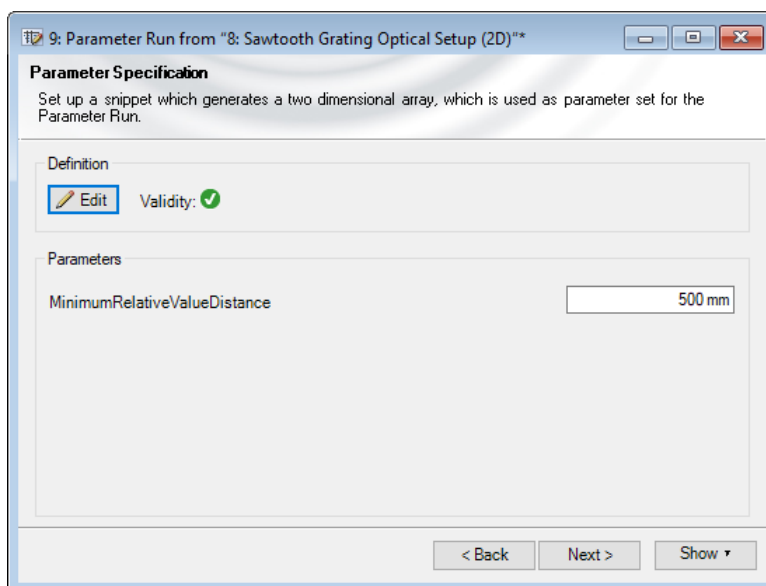 9: Parameter Run from "8: Sawtooth Grating Optical Setup (2D)"*
Parameter Specification
Set up a snippet which generates a two dimensional array, which is used as parameter set for the
Parameter Run.
Definition
Edit
Validity:
Parameters
MinimumRelativeValueDistance
500 mm
< Back
Next >
Show